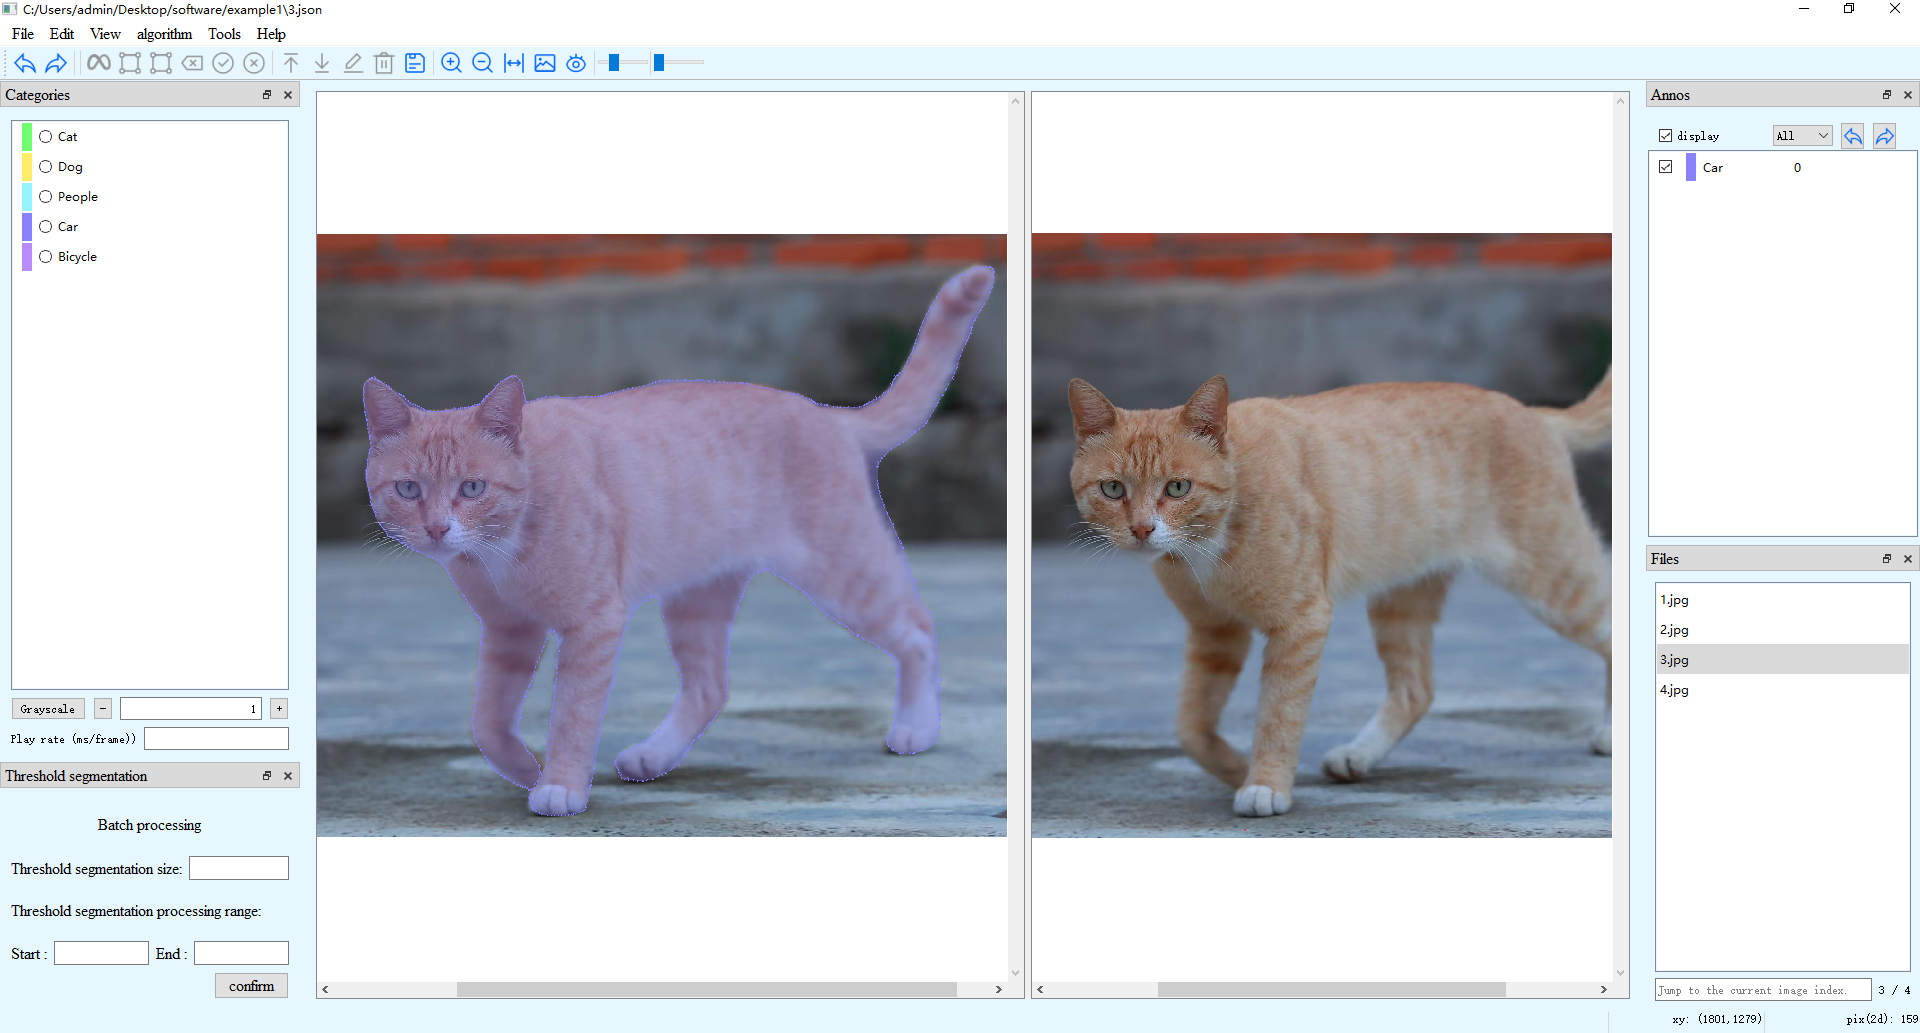 C:/Users/admin/Desktop/software/example1\3.json
File Edit View algorithm Tools Help
Categories
Cat
Dog
People
Car
Bicycle
Grayscale - 1 +
Play rate (ms/frame))
Threshold segmentation
Batch processing
Threshold segmentation size:
Threshold segmentation processing range:
Start : End :
confirm
Annos
display All
Car 0
Files
1.jpg
2.jpg
3.jpg
4.jpg
Jump to the current image index. 3 / 4
xy: (1801,1279) pix(2d): 159